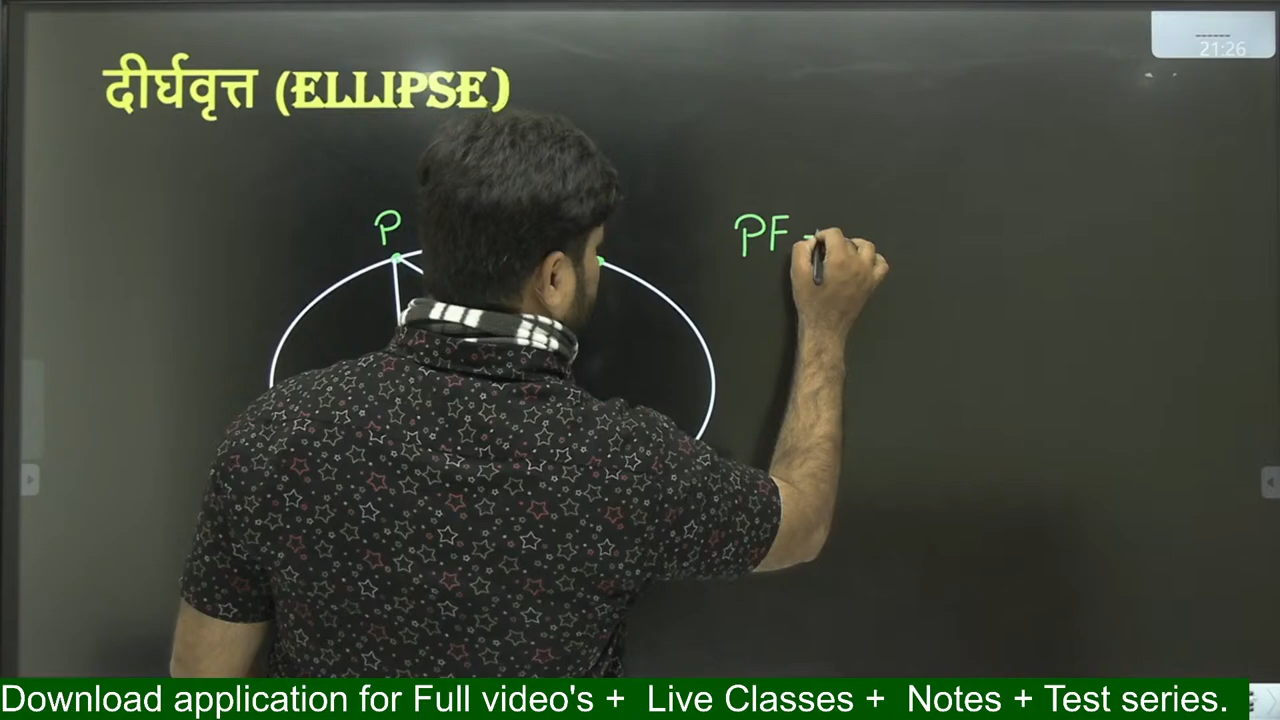 21:26
दीर्घवृत्त (ELLIPSE)
P
PF
Download application for Full video's + Live Classes + Notes + Test series.